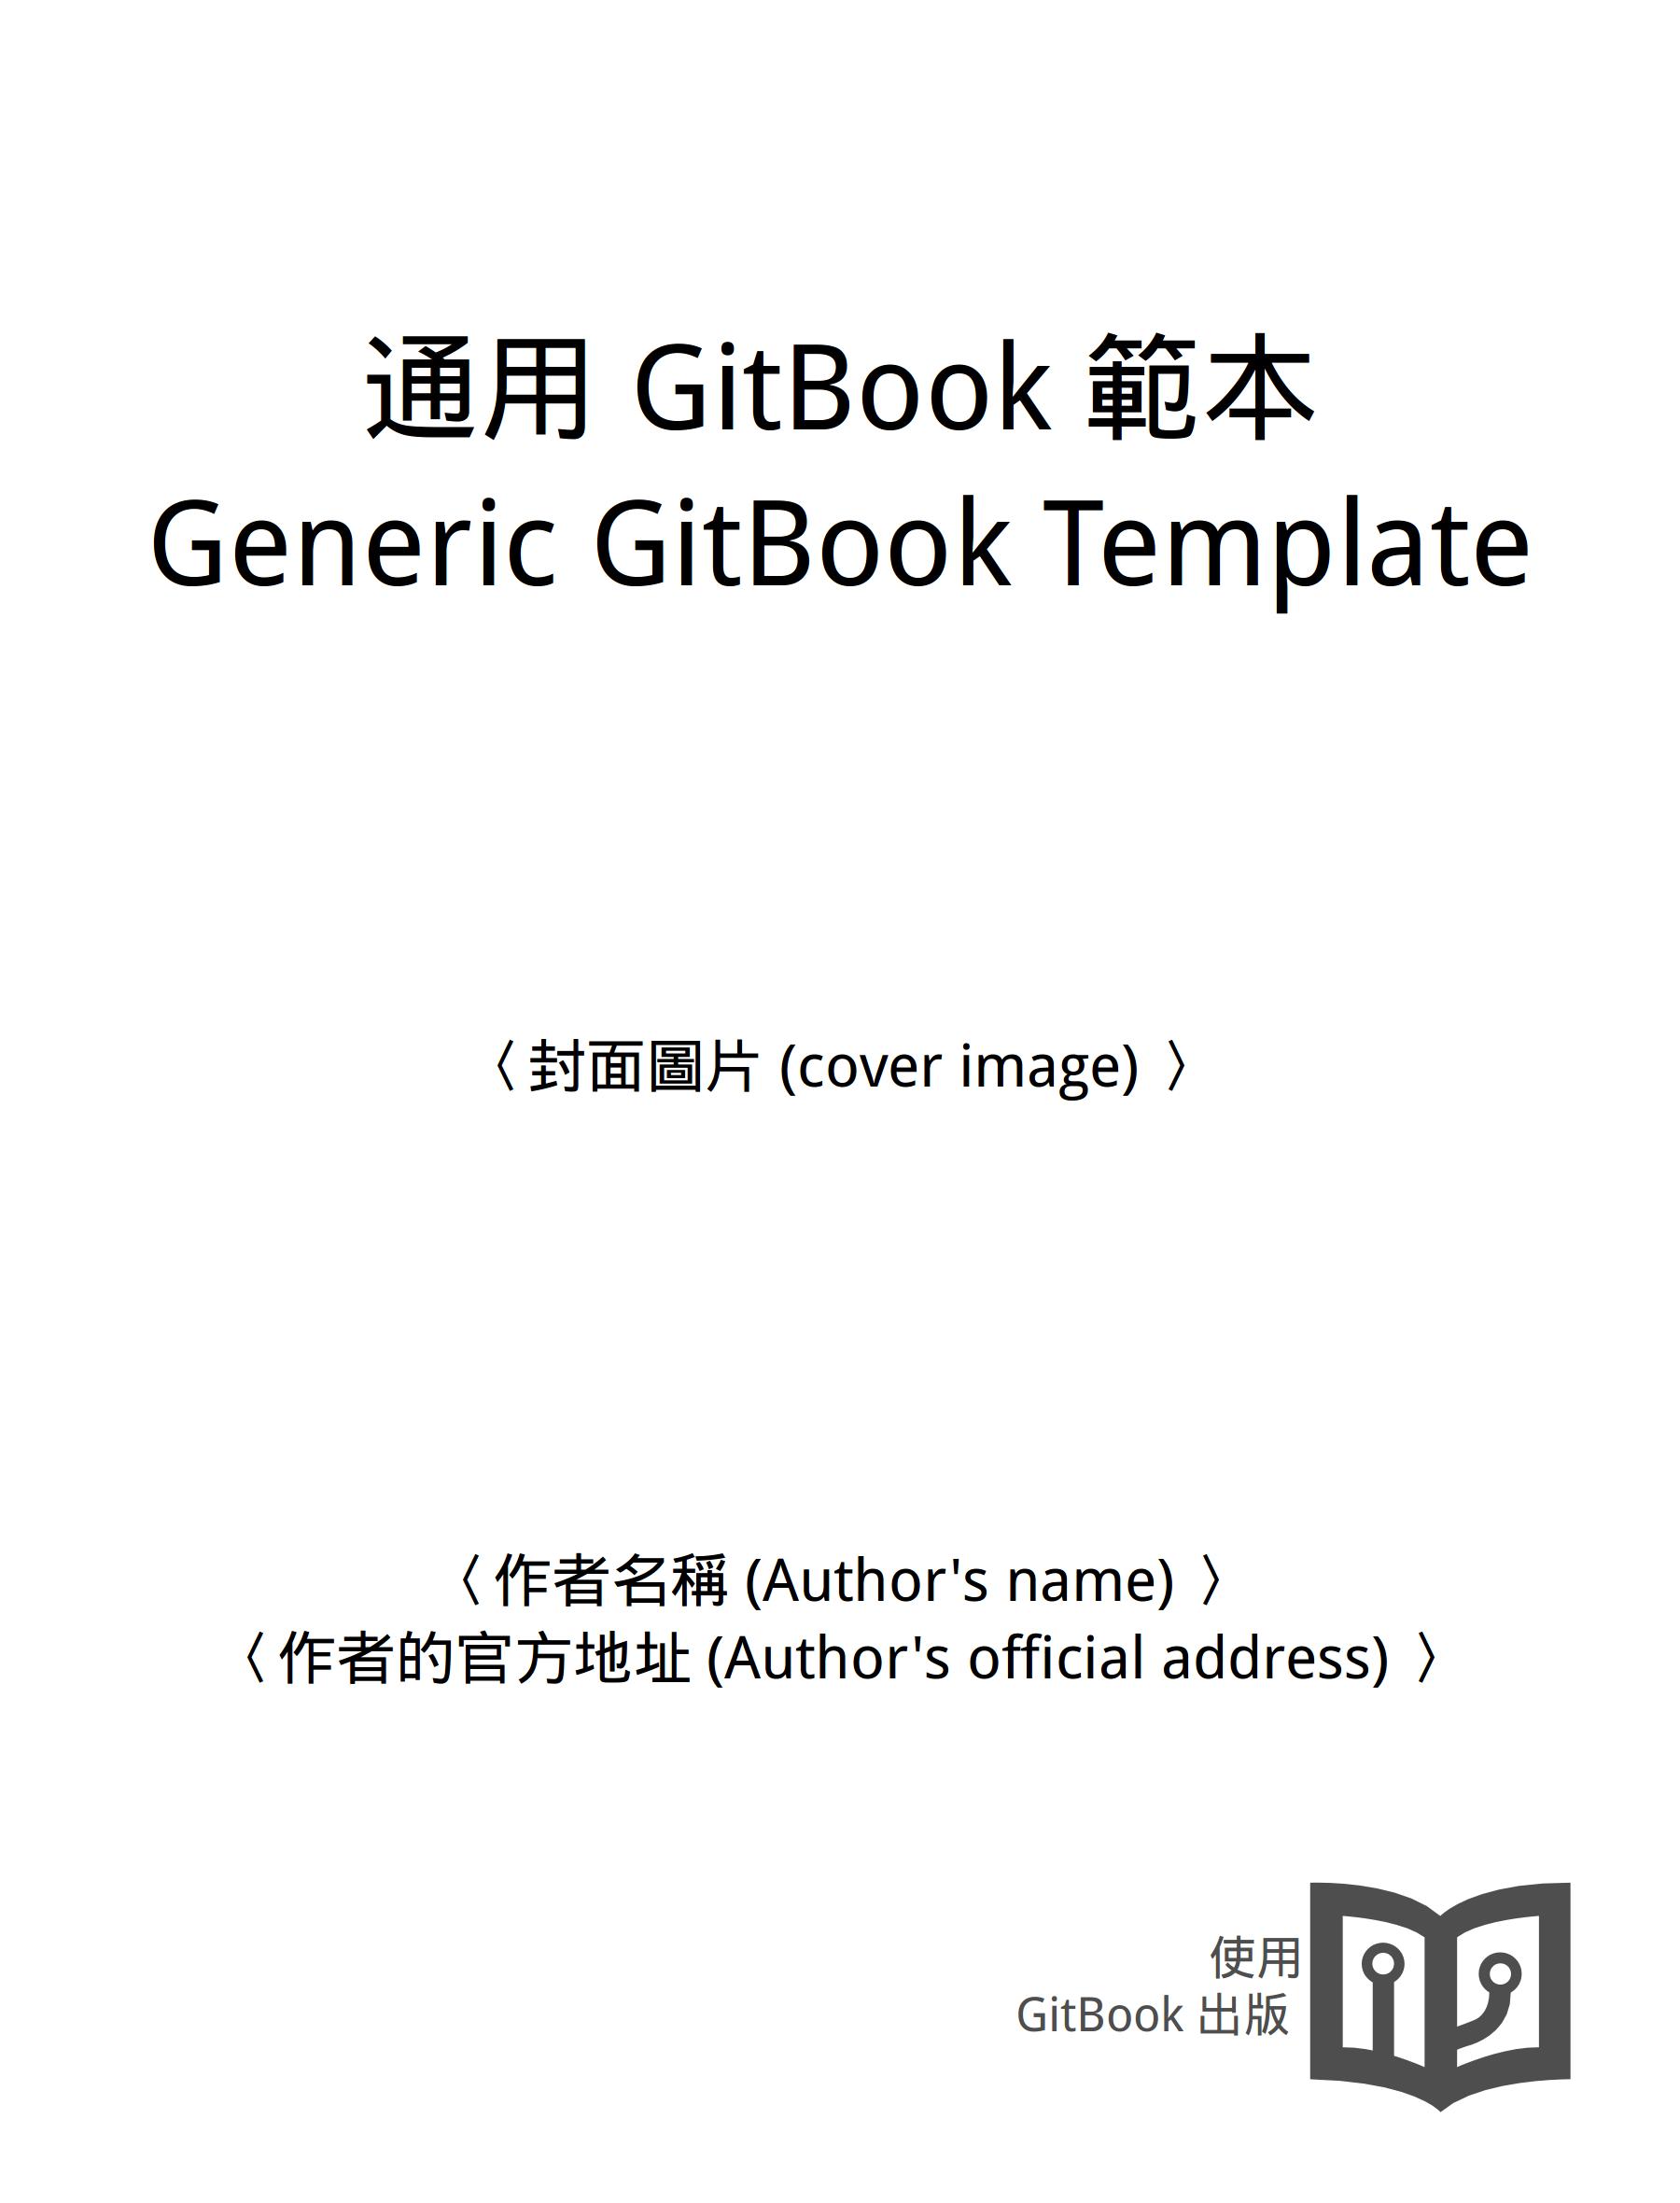 通用 GitBook 範本
Generic GitBook Template
〈封面圖片 (cover image) 〉
〈作者名稱 (Author's name) 〉
〈作者的官方地址 (Author's official address) 〉
使用
GitBook 出版